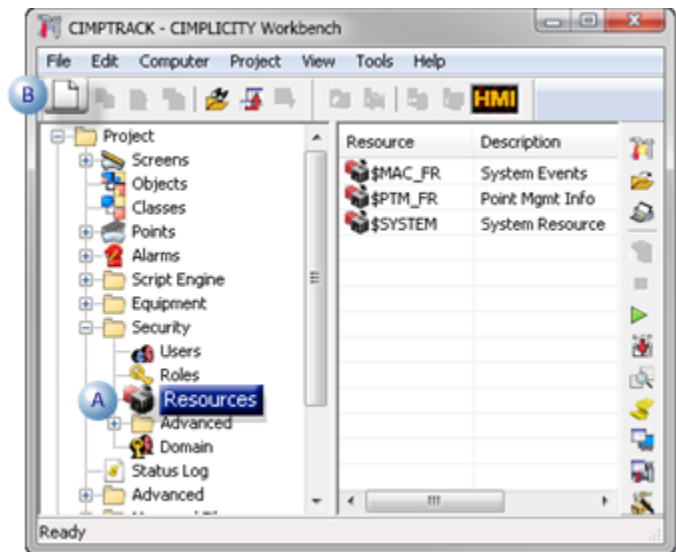 CIMPTRACK - CIMPLICITY Workbench
File Edit Computer Project View Tools Help
B
HMI
Project
Screens
Objects
Classes
Points
Alarms
Script Engine
Equipment
Security
Users
Roles
A Resources
Advanced
Domain
Status Log
Advanced
Resource Description
$MAC_FR System Events
$PTM_FR Point Mgmt Info
$SYSTEM System Resource
Ready